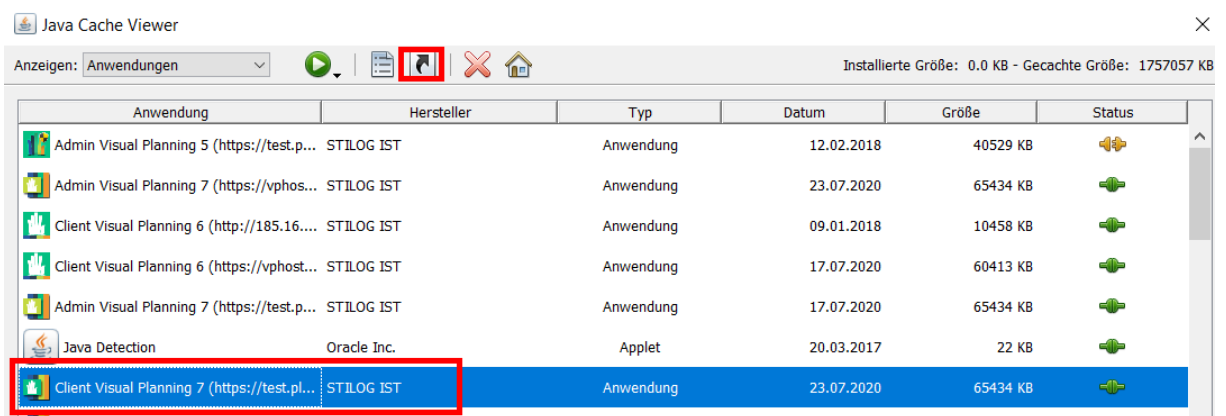 Java Cache Viewer
Anzeigen: Anwendungen Installierte Größe: 0.0 KB - Gecachte Größe: 1757057 KB
Anwendung Hersteller Typ Datum Größe Status
Admin Visual Planning 5 (https://test.p... STILOG IST Anwendung 12.02.2018 40529 KB
Admin Visual Planning 7 (https://vphos... STILOG IST Anwendung 23.07.2020 65434 KB
Client Visual Planning 6 (http://185.16.... STILOG IST Anwendung 09.01.2018 10458 KB
Client Visual Planning 6 (https://vphost... STILOG IST Anwendung 17.07.2020 60413 KB
Admin Visual Planning 7 (https://test.p... STILOG IST Anwendung 17.07.2020 65434 KB
Java Detection Oracle Inc. Applet 20.03.2017 22 KB
Client Visual Planning 7 (https://test.pl... STILOG IST Anwendung 23.07.2020 65434 KB